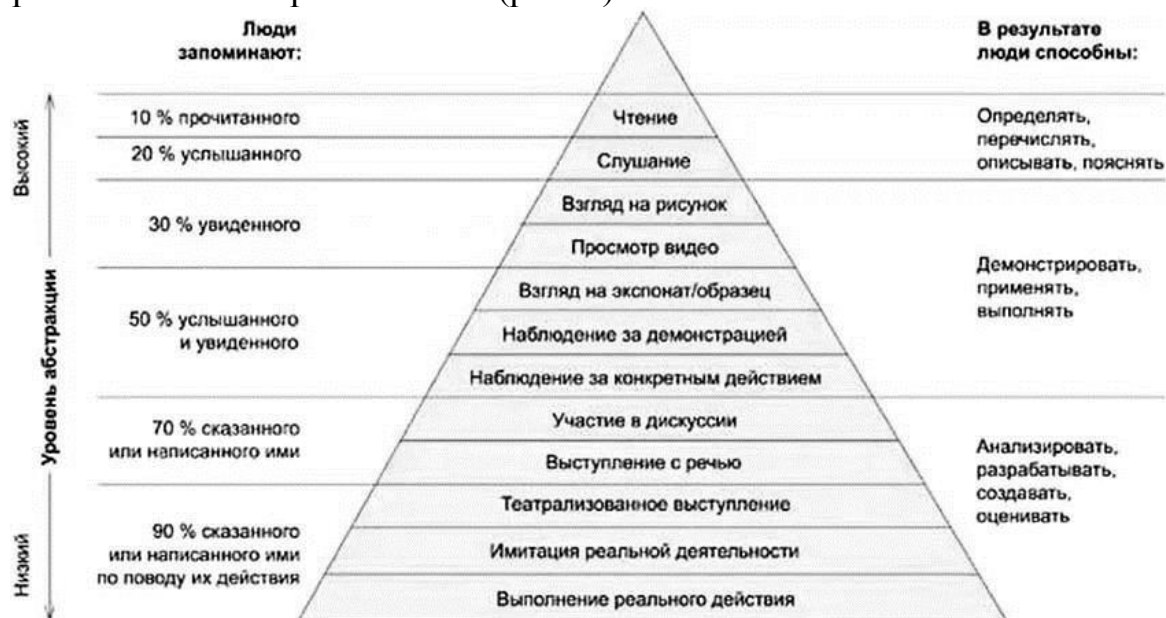 Люди
запоминают:
В результате
люди способны:
Высокий
Уровень абстракции
Низкий
10 % прочитанного
20 % услышанного
30 % увиденного
50 % услышанного
и увиденного
70 % сказанного
или написанного ими
90 % сказанного
или написанного ими
по поводу их действия
Чтение
Слушание
Взгляд на рисунок
Просмотр видео
Взгляд на экспонат/образец
Наблюдение за демонстрацией
Наблюдение за конкретным действием
Участие в дискуссии
Выступление с речью
Театрализованное выступление
Имитация реальной деятельности
Выполнение реального действия
Определять,
перечислять,
описывать, пояснять
Демонстрировать,
применять,
выполнять
Анализировать,
разрабатывать,
создавать,
оценивать